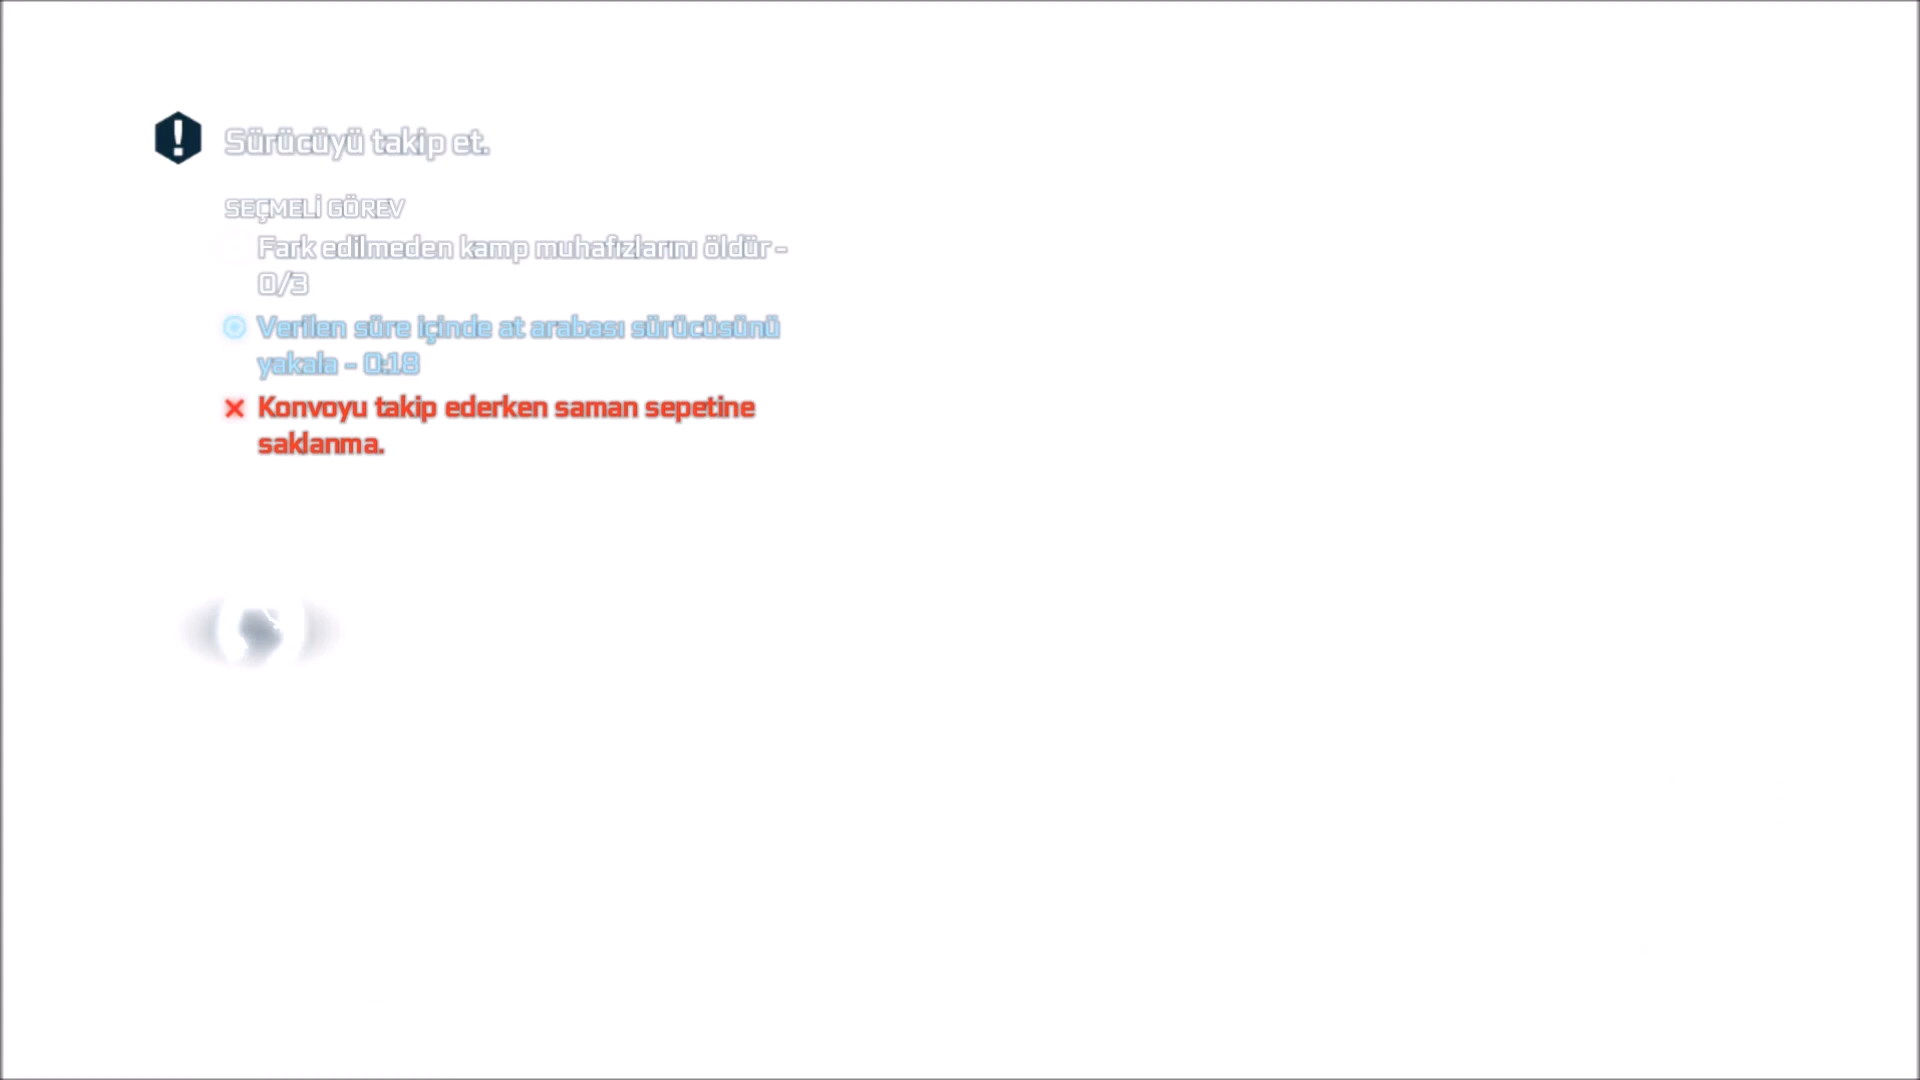 Sürücüyü takip et.
SEÇMELİ GÖREV
Fark edilmeden kamp muhafızlarını öldür -
0/3
Verilen süre içinde at arabası sürücüsünü
yakala - 0:18
Konvoyu takip ederken saman sepetine
saklanma.